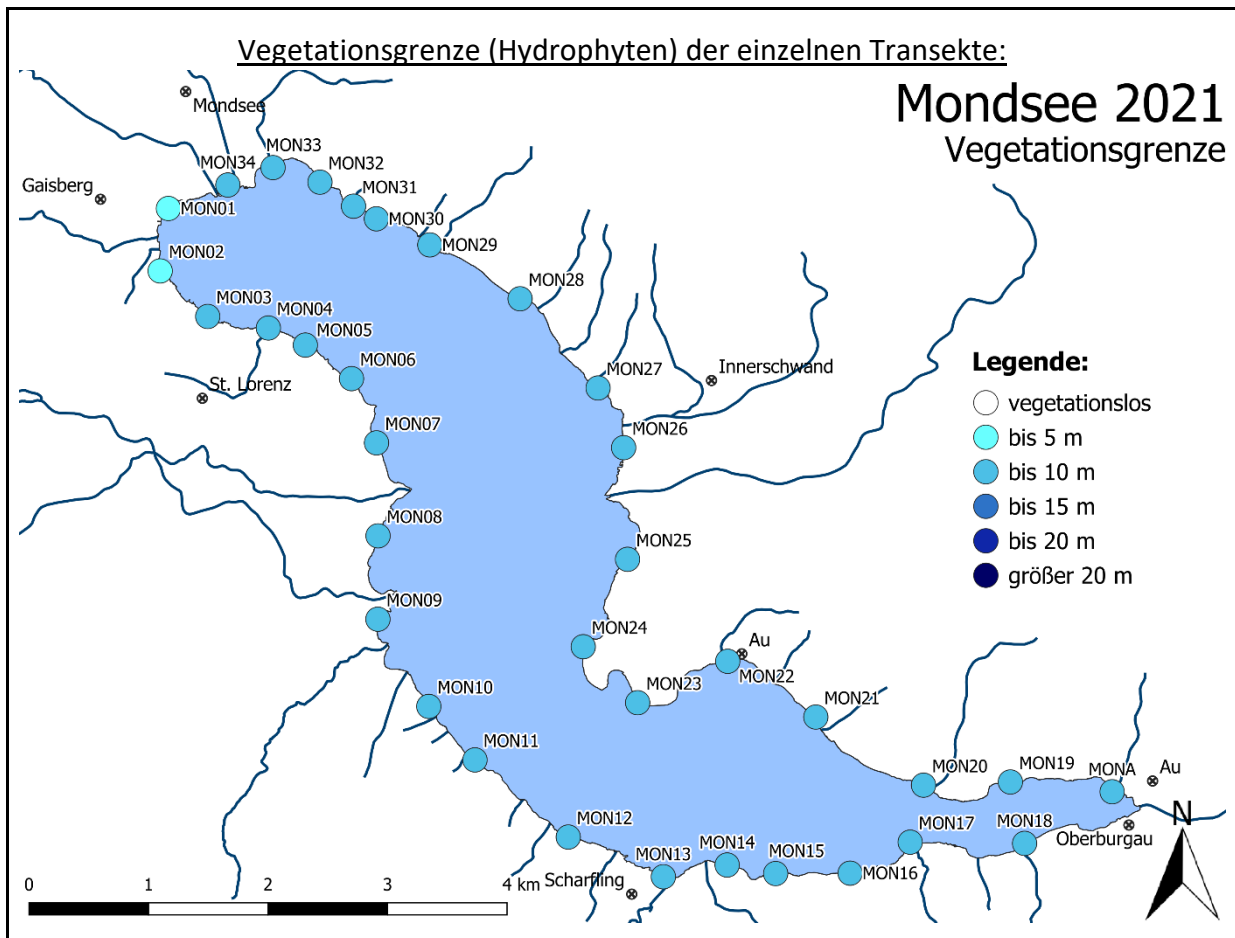 Vegetationsgrenze (Hydrophyten) der einzelnen Transekte:
Mondsee 2021
Vegetationsgrenze
Mondsee
MON33
MON34
MON32
Gaisberg
MON31
MON01
MON30
MON29
MON02
MON28
MON03
MON04
MON05
MON06
St. Lorenz
MON27
Innerschwand
MON07
MON26
Legende:
vegetationslos
bis 5 m
bis 10 m
bis 15 m
bis 20 m
größer 20 m
MON08
MON25
MON09
MON24
Au
MON22
MON23
MON10
MON21
MON11
MON20
MON19
MONA
Au
MON12
MON17
MON18
Oberburgau
N
MON13
MON14
MON15
MON16
Scharfling
0 1 2 3 4 km